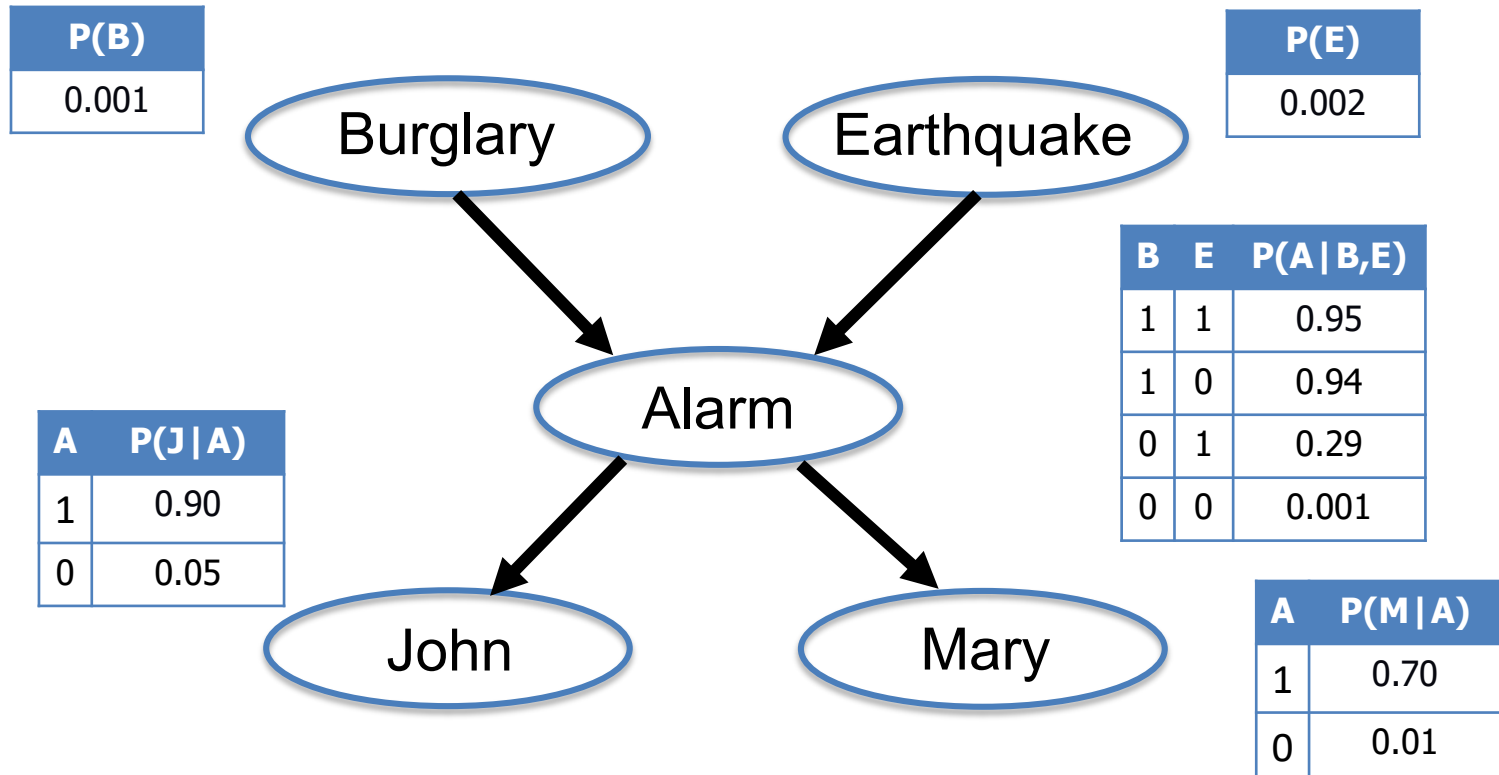 P(B)
0.001
P(E)
0.002
Burglary
Earthquake
B E P(A|B,E)
1 1 0.95
1 0 0.94
0 1 0.29
0 0 0.001
Alarm
A P(J|A)
1 0.90
0 0.05
John
Mary
A P(M|A)
1 0.70
0 0.01